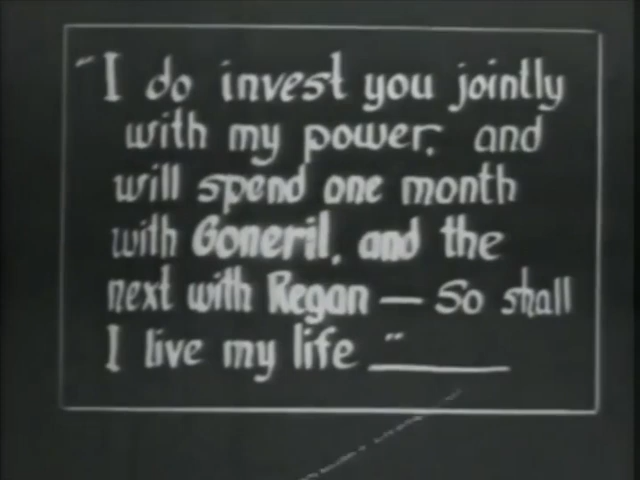 "I do invest you jointly
with my power; and
will spend one month
with Goneril, and the
next with Regan — So shall
I live my life "